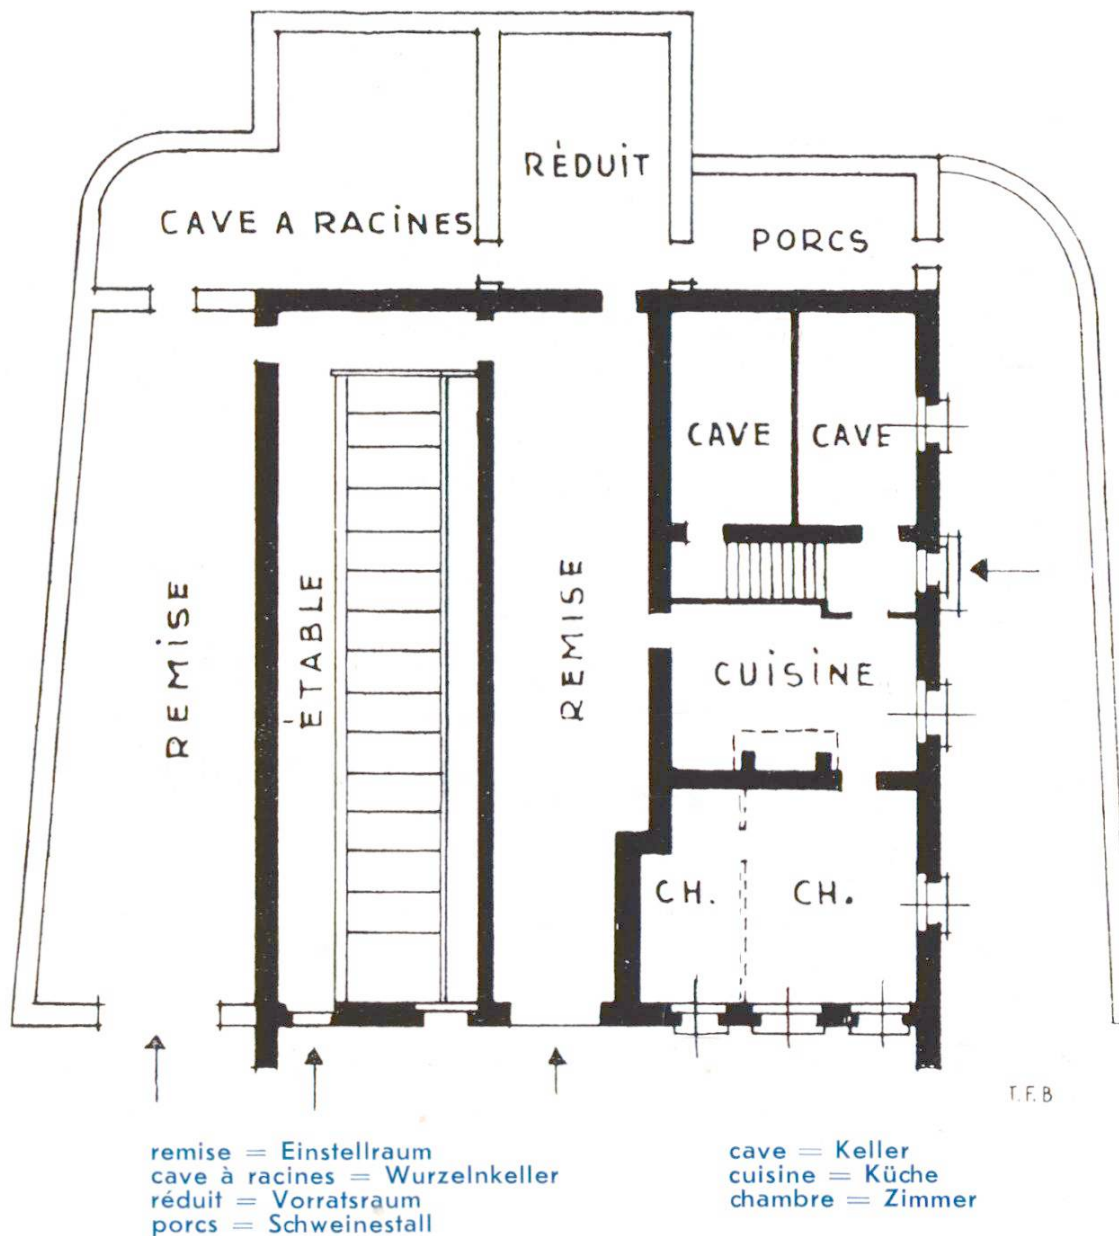 RÉDUiT
CAVE A RACiNES
PORCS
CAVE
CAVE
REMiSE
ÉTABLE
REMiSE
CUiSiNE
CH.
CH.
T.F.B
remise = Einstellraum
cave à racines = Wurzelnkeller
réduit = Vorratsraum
porcs = Schweinestall
cave = Keller
cuisine = Küche
chambre = Zimmer